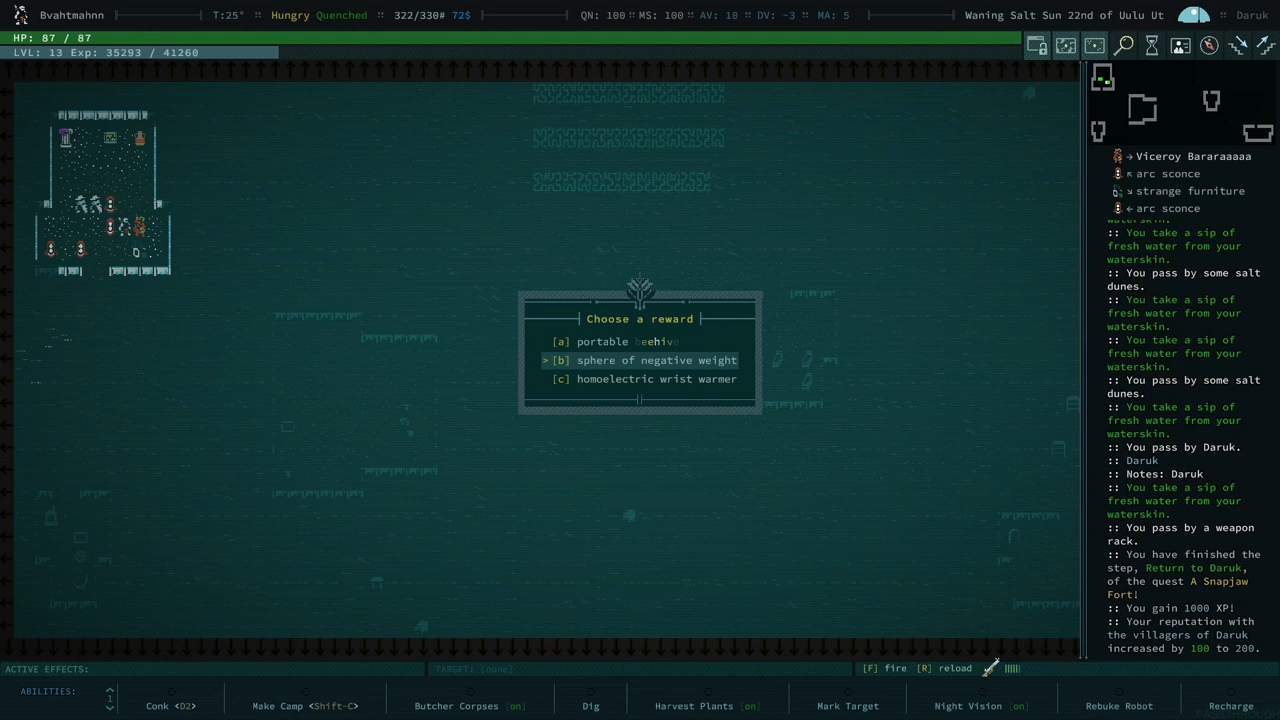 Bvahtmahnn T:25° Hungry Quenched 322/330# 72$ QN: 100 MS: 100 AV: 10 DV: -3 MA: 5 Waning Salt Sun 22nd of Uulu Ut Daruk
HP: 87 / 87
LVL: 13 Exp: 35293 / 41260
Viceroy Bararaaaaa
arc sconce
strange furniture
arc sconce
waterskin.
:: You take a sip of
fresh water from your
waterskin.
:: You pass by some salt
dunes.
:: You take a sip of
fresh water from your
waterskin.
:: You take a sip of
fresh water from your
waterskin.
:: You pass by some salt
dunes.
:: You take a sip of
fresh water from your
waterskin.
:: You pass by Daruk.
:: Daruk
:: Notes: Daruk
:: You take a sip of
fresh water from your
waterskin.
:: You pass by a weapon
rack.
:: You have finished the
step, Return to Daruk,
of the quest A Snapjaw
Fort!
:: You gain 1000 XP!
:: Your reputation with
the villagers of Daruk
increased by 100 to 200.
Choose a reward
[a] portable beehive
> [b] sphere of negative weight
[c] homoelectric wrist warmer
ACTIVE EFFECTS: TARGET: [none] [F] fire [R] reload
ABILITIES: 1 Conk <D2> Make Camp <Shift-C> Butcher Corpses [on] Dig Harvest Plants [on] Mark Target Night Vision [on] Rebuke Robot Recharge